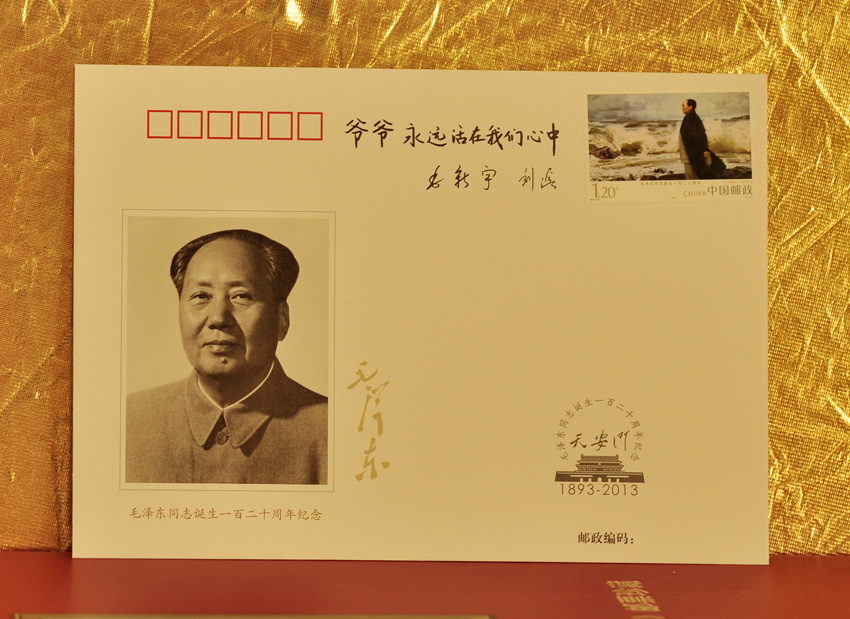 爷爷 永远活在我们心中
毛新宇 刘滨
毛泽东同志诞生一百二十周年
1.20元
CHINA 中国邮政
毛泽东
毛泽东同志诞生一百二十周年纪念
天安门
1893-2013
毛泽东同志诞生一百二十周年纪念
邮政编码：